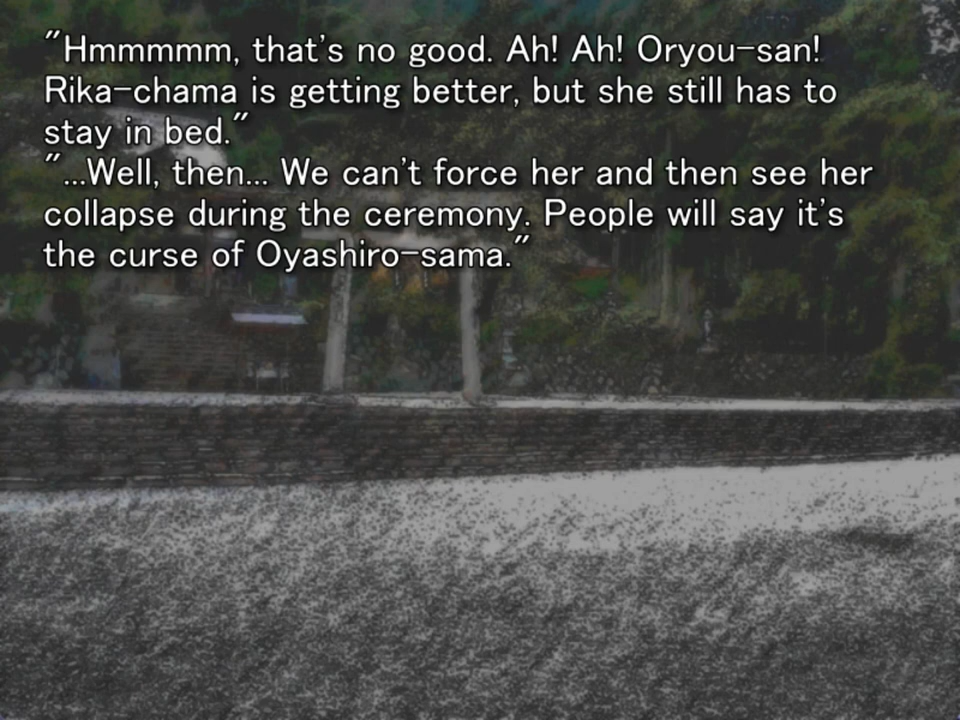 "Hmmmmm, that's no good. Ah! Ah! Oryou-san!
Rika-chama is getting better, but she still has to
stay in bed."
"...Well, then... We can't force her and then see her
collapse during the ceremony. People will say it's
the curse of Oyashiro-sama."